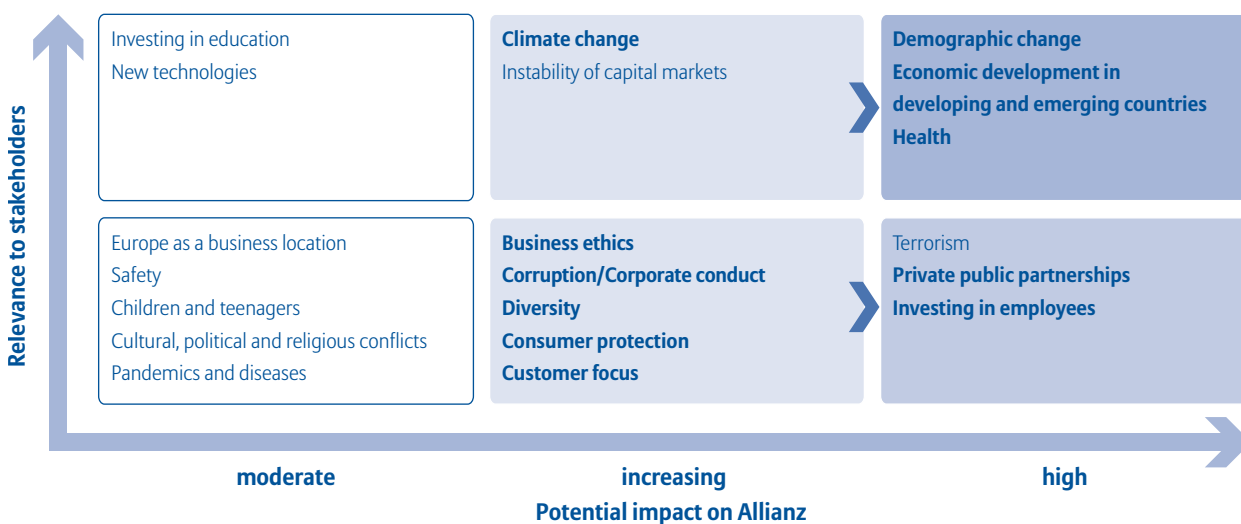 Relevance to stakeholders
Investing in education
New technologies
Climate change
Instability of capital markets
Demographic change
Economic development in
developing and emerging countries
Health
Europe as a business location
Safety
Children and teenagers
Cultural, political and religious conflicts
Pandemics and diseases
Business ethics
Corruption/Corporate conduct
Diversity
Consumer protection
Customer focus
Terrorism
Private public partnerships
Investing in employees
moderate
increasing
high
Potential impact on Allianz